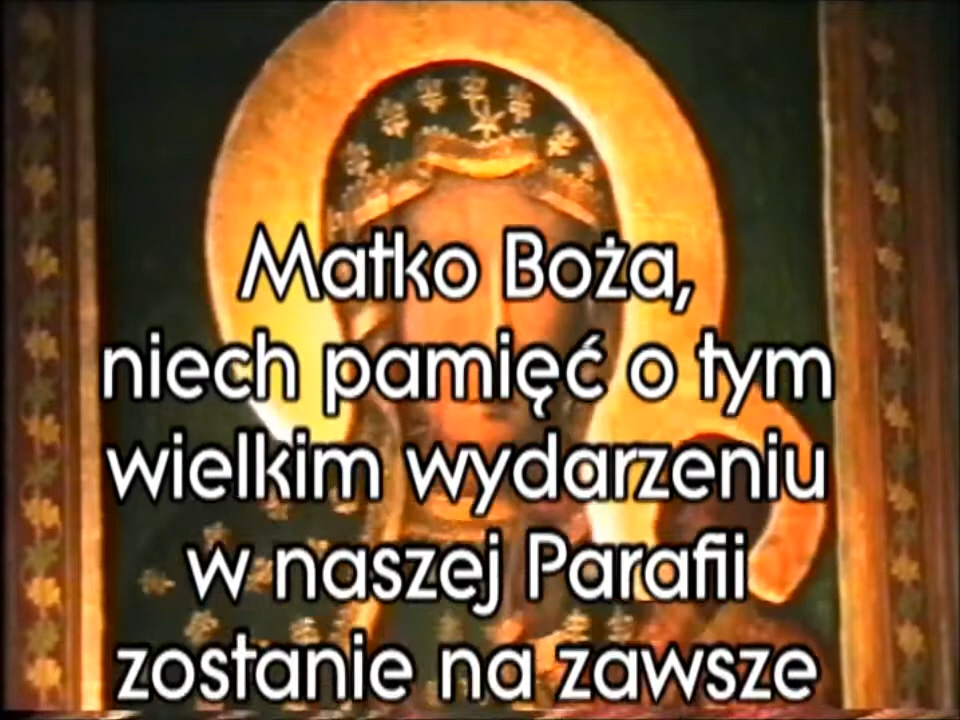 Matko Boża,
niech pamięć o tym
wielkim wydarzeniu
w naszej Parafii
zostanie na zawsze